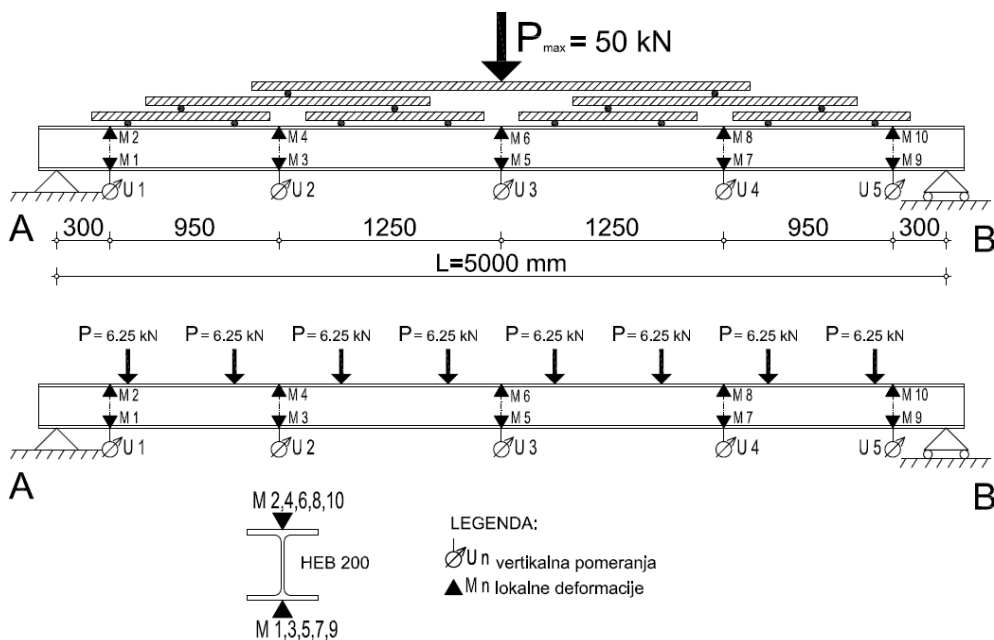 P max = 50 kN
M 2 M 4 M 6 M 8 M 10
M 1 M 3 M 5 M 7 M 9
U 1 U 2 U 3 U 4 U 5
A B
300 950 1250 1250 950 300
L=5000 mm
P = 6.25 kN P = 6.25 kN P = 6.25 kN P = 6.25 kN P = 6.25 kN P = 6.25 kN P = 6.25 kN P = 6.25 kN
M 2 M 4 M 6 M 8 M 10
M 1 M 3 M 5 M 7 M 9
U 1 U 2 U 3 U 4 U 5
A B
M 2,4,6,8,10
HEB 200
M 1,3,5,7,9
LEGENDA:
U n vertikalna pomeranja
M n lokalne deformacije